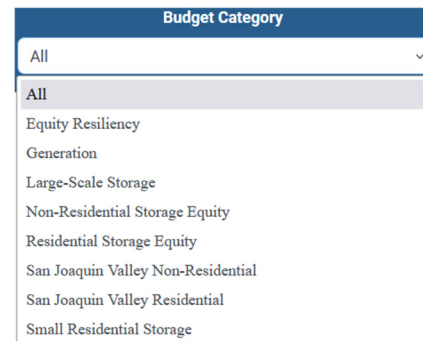 Budget Category
All
All
Equity Resiliency
Generation
Large-Scale Storage
Non-Residential Storage Equity
Residential Storage Equity
San Joaquin Valley Non-Residential
San Joaquin Valley Residential
Small Residential Storage